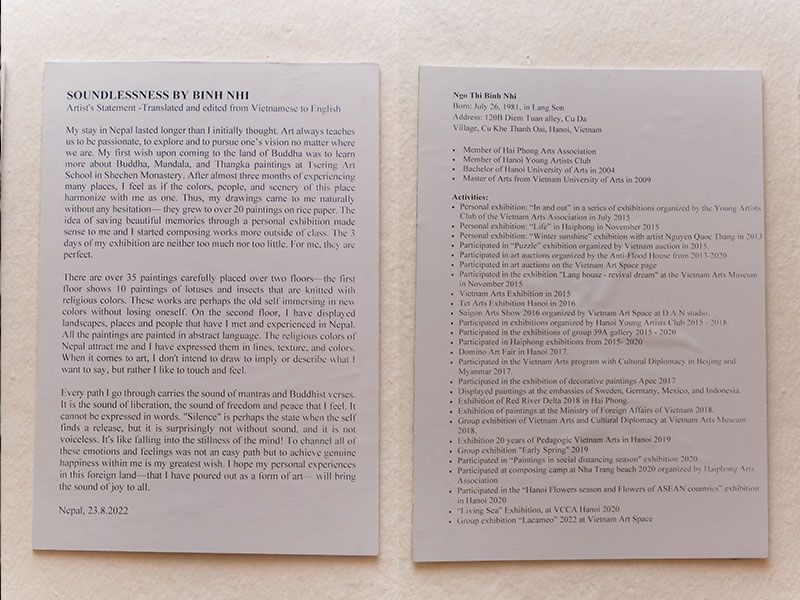 SOUNDLESSNESS BY BINH NHI
Artist's Statement -Translated and edited from Vietnamese to English
My stay in Nepal lasted longer than I initially thought. Art always teaches
us to be passionate, to explore and to pursue one's vision no matter where
we are. My first wish upon coming to the land of Buddha was to learn
more about Buddha, Mandala, and Thangka paintings at Tsering Art
School in Shechen Monastery. After almost three months of experiencing
many places, I feel as if the colors, people, and scenery of this place
harmonize with me as one. Thus, my drawings came to me naturally
without any hesitation— they grew to over 20 paintings on rice paper. The
idea of saving beautiful memories through a personal exhibition made
sense to me and I started composing works more outside of class. The 3
days of my exhibition are neither too much nor too little. For me, they are
perfect.
There are over 35 paintings carefully placed over two floors—the first
floor shows 10 paintings of lotuses and insects that are knitted with
religious colors. These works are perhaps the old self immersing in new
colors without losing oneself. On the second floor, I have displayed
landscapes, places and people that have I met and experienced in Nepal.
All the paintings are painted in abstract language. The religious colors of
Nepal attract me and I have expressed them in lines, texture, and colors.
When it comes to art, I don't intend to draw to imply or describe what I
want to say, but rather I like to touch and feel.
Every path I go through carries the sound of mantras and Buddhist verses.
It is the sound of liberation, the sound of freedom and peace that I feel. It
cannot be expressed in words. "Silence" is perhaps the state when the self
finds a release, but it is surprisingly not without sound, and it is not
voiceless. It's like falling into the stillness of the mind! To channel all of
these emotions and feelings was not an easy path but to achieve genuine
happiness within me is my greatest wish. I hope my personal experiences
in this foreign land—that I have poured out as a form of art— will bring
the sound of joy to all.
Nepal, 23.8.2022
Ngo Thi Binh Nhi
Born: July 26, 1981, in Lang Son
Address: 120B Diem Tuan alley, Cu Da
Village, Cu Khe Thanh Oai, Hanoi, Vietnam
• Member of Hai Phong Arts Association
• Member of Hanoi Young Artists Club
• Bachelor of Hanoi University of Arts in 2004
• Master of Arts from Vietnam University of Arts in 2009
Activities:
• Personal exhibition: "In and out" in a series of exhibitions organized by the Young Artists
Club of the Vietnam Arts Association in July 2015
• Personal exhibition: "Life" in Haiphong in November 2015
• Personal exhibition: "Winter sunshine" exhibition with artist Nguyen Quoc Thang in 2013
• Participated in "Puzzle" exhibition organized by Vietnam auction in 2015.
• Participated in art auctions organized by the Anti-Flood House from 2013-2020
• Participated in art auctions on the Vietnam Art Space page
• Participated in the exhibition "Lang house - revival dream" at the Vietnam Arts Museum
in November 2015
• Vietnam Arts Exhibition in 2015
• Tet Arts Exhibition Hanoi in 2016
• Saigon Arts Show 2016 organized by Vietnam Art Space at D.A.N studio.
• Participated in exhibitions organized by Hanoi Young Artists Club 2015 - 2018.
• Participated in the exhibitions of group 39A gallery 2015 - 2020
• Participated in Haiphong exhibitions from 2015- 2020
• Domino Art Fair in Hanoi 2017.
• Participated in the Vietnam Arts program with Cultural Diplomacy in Beijing and
Myanmar 2017.
• Participated in the exhibition of decorative paintings Apec 2017
• Displayed paintings at the embassies of Sweden, Germany, Mexico, and Indonesia.
• Exhibition of Red River Delta 2018 in Hai Phong.
• Exhibition of paintings at the Ministry of Foreign Affairs of Vietnam 2018.
• Group exhibition of Vietnam Arts and Cultural Diplomacy at Vietnam Arts Museum
2018.
• Exhibition 20 years of Pedagogic Vietnam Arts in Hanoi 2019
• Group exhibition "Early Spring" 2019
• Participated in "Paintings in social distancing season" exhibition 2020
• Participated at composing camp at Nha Trang beach 2020 organized by Haiphong Arts
Association
• Participated in the "Hanoi Flowers season and Flowers of ASEAN countries" exhibition
in Hanoi 2020
• "Living Sea" Exhibition, at VCCA Hanoi 2020
• Group exhibition "Lacameo" 2022 at Vietnam Art Space